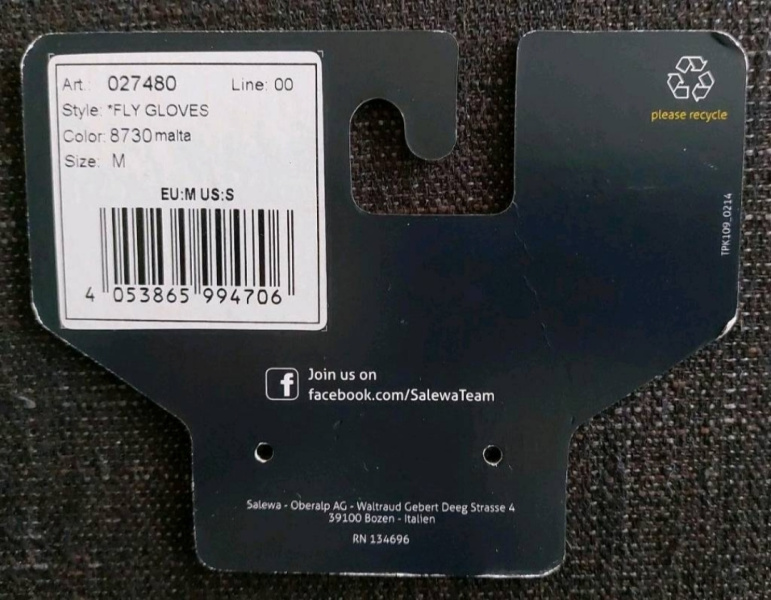 Art.: 027480 Line: 00
Style: *FLY GLOVES
Color: 8730 malta
Size: M
EU:M US:S
4 053865 994706
please recycle
TPK109_0214
Join us on
facebook.com/SalewaTeam
Salewa - Oberalp AG - Waltraud Gebert Deeg Strasse 4
39100 Bozen - Italien
RN 134696